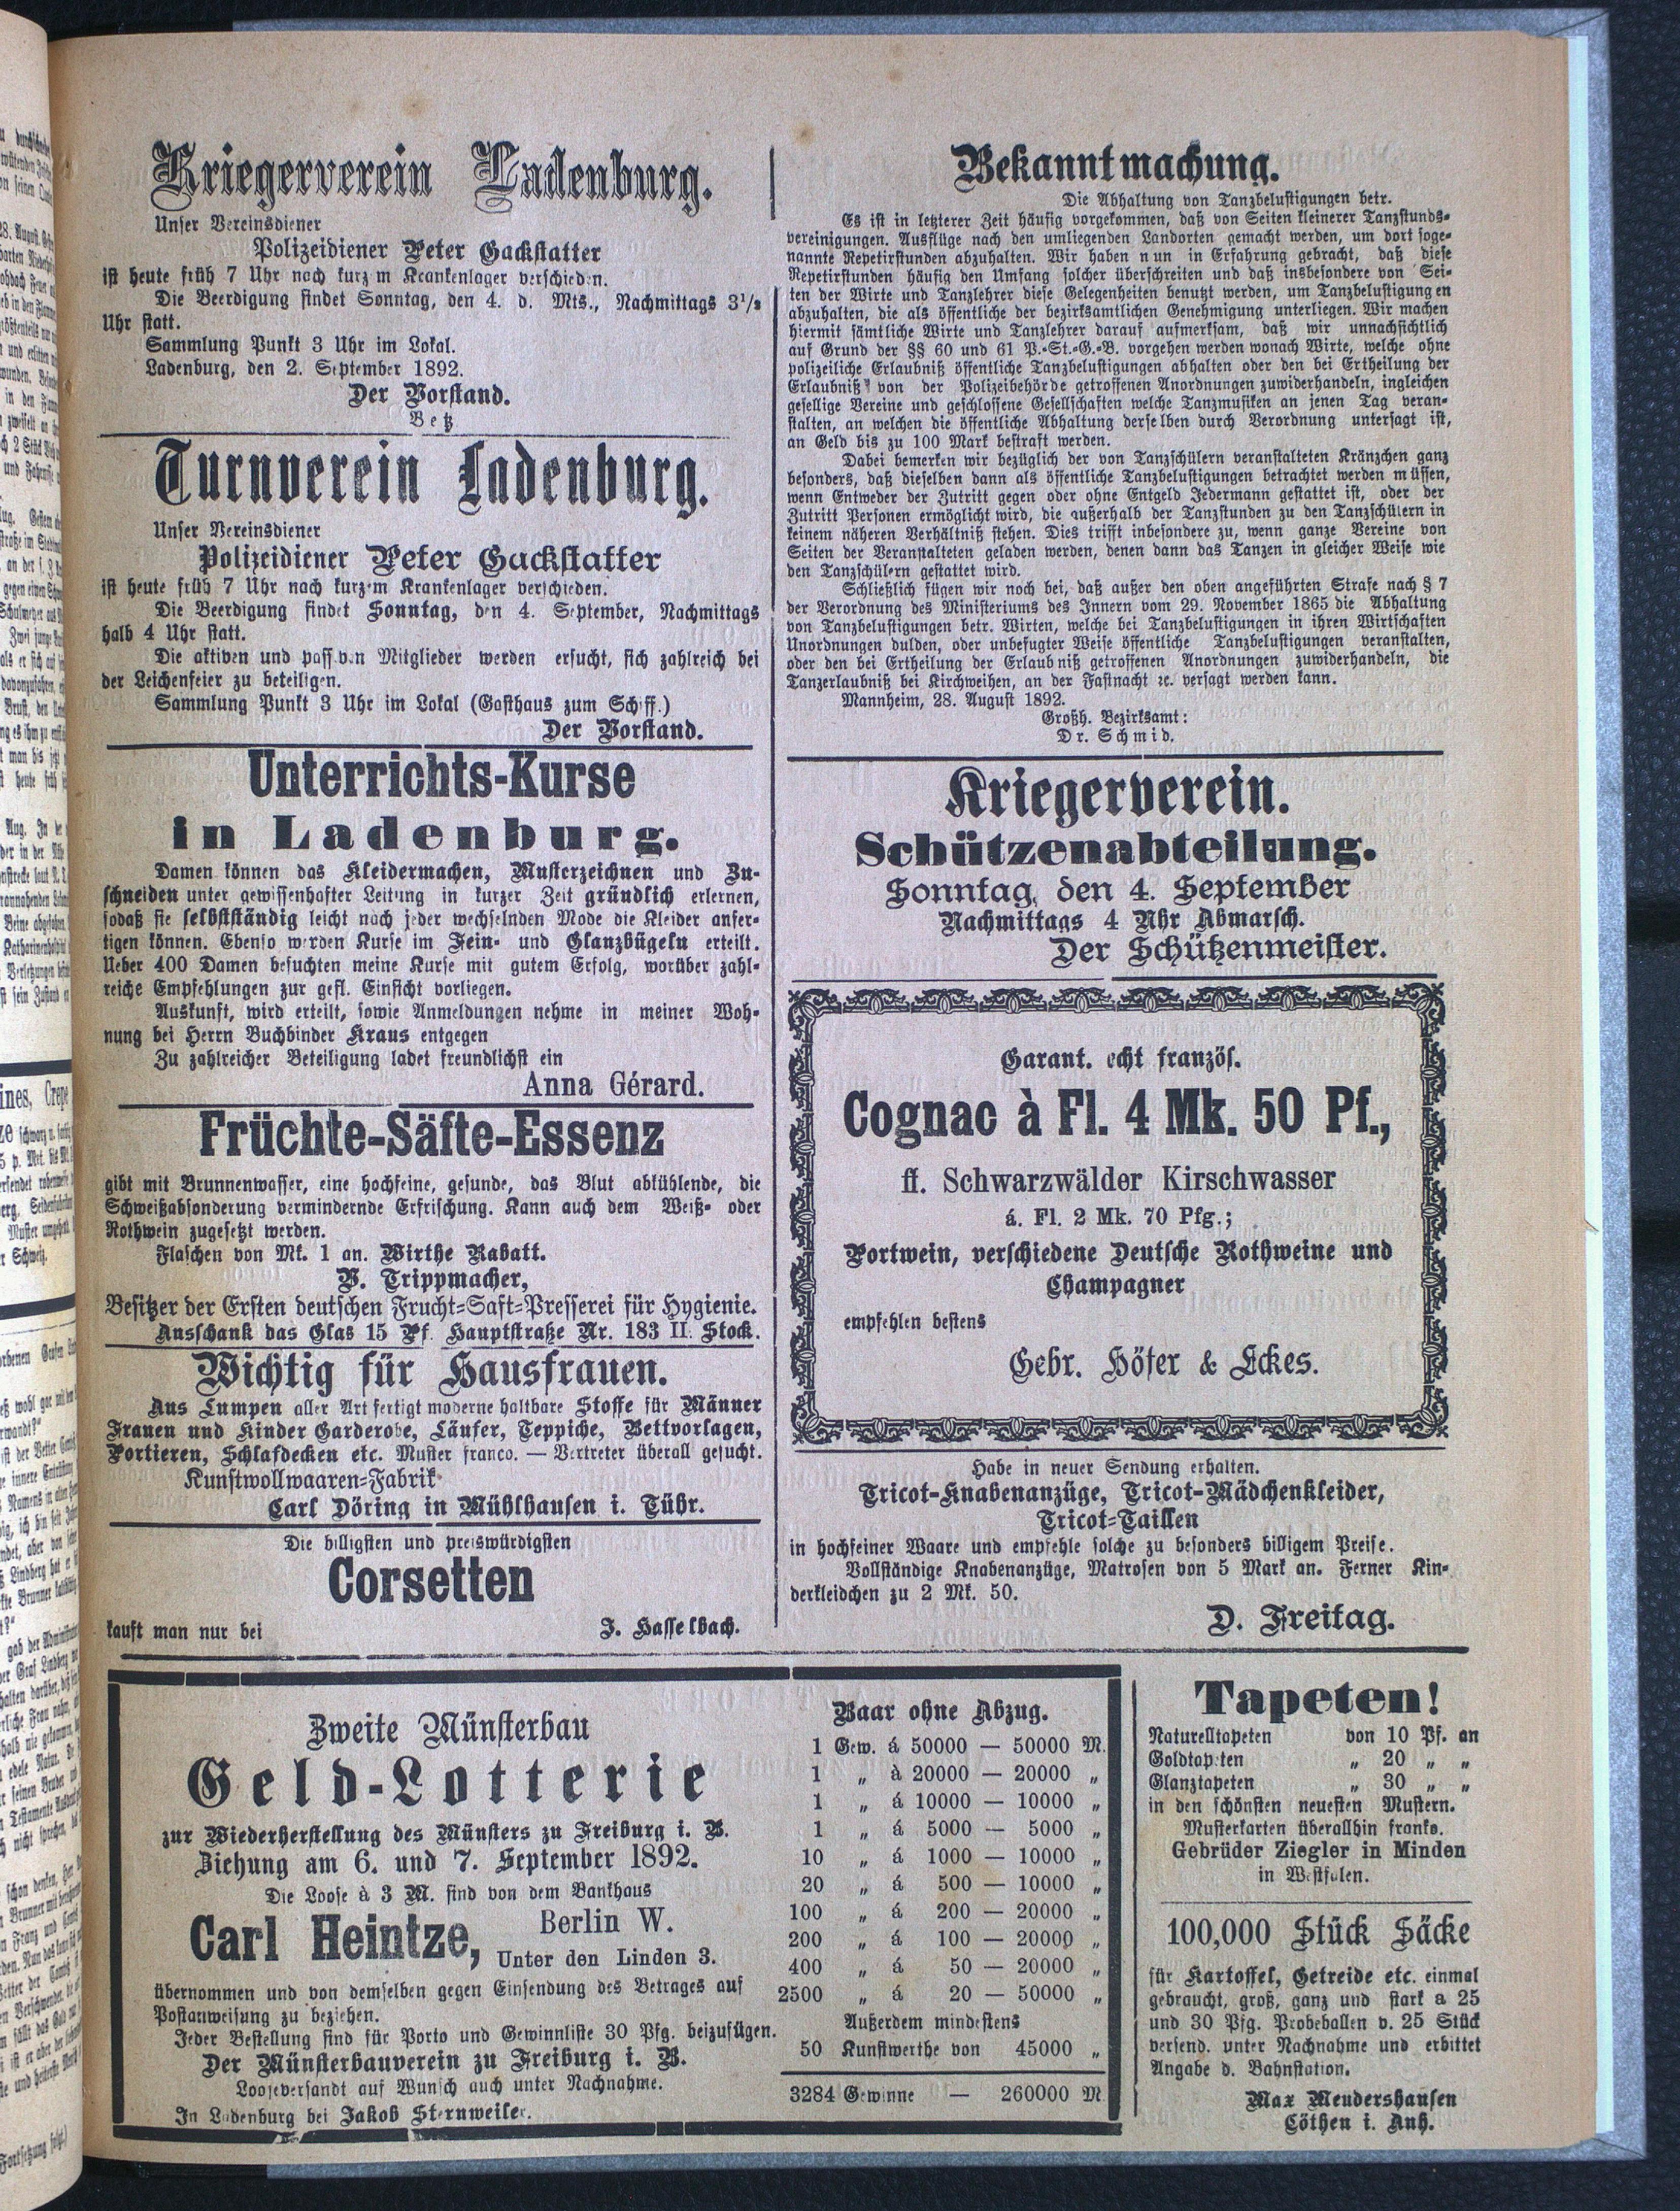 Kriegerverein Ladenburg.
Unser Vereinsdiener
Polizeidiener Peter Gackstatter
ist heute früh 7 Uhr nach kurz m Krankenlager verschieden.
Die Beerdigung findet Sonntag, den 4. d. Mts., Nachmittags 3½
Uhr statt.
Sammlung Punkt 3 Uhr im Lokal.
Ladenburg, den 2. September 1892.
Der Vorstand.
Betz
Turnverein Ladenburg.
Unser Vereinsdiener
Polizeidiener Peter Gackstatter
ist heute früh 7 Uhr nach kurzem Krankenlager verschieden.
Die Beerdigung findet Sonntag, den 4. September, Nachmittags
halb 4 Uhr statt.
Die aktiven und passiven Mitglieder werden ersucht, sich zahlreich bei
der Leichenfeier zu beteiligen.
Sammlung Punkt 3 Uhr im Lokal (Gasthaus zum Schiff.)
Der Vorstand.
Unterrichts-Kurse
in Ladenburg.
Damen können das Kleidermachen, Musterzeichnen und Zu-
schneiden unter gewissenhafter Leitung in kurzer Zeit gründlich erlernen,
sodaß sie selbstständig leicht nach jeder wechselnden Mode die Kleider anfer-
tigen können. Ebenso werden Kurse im Fein- und Glanzbügeln erteilt.
Ueber 400 Damen besuchten meine Kurse mit gutem Erfolg, worüber zahl-
reiche Empfehlungen zur gefl. Einsicht vorliegen.
Auskunft, wird erteilt, sowie Anmeldungen nehme in meiner Woh-
nung bei Herrn Buchbinder Kraus entgegen
Zu zahlreicher Beteiligung ladet freundlichst ein
Anna Gérard.
Früchte-Säfte-Essenz
gibt mit Brunnenwasser, eine hochfeine, gesunde, das Blut abkühlende, die
Schweißabsonderung vermindernde Erfrischung. Kann auch dem Weiß- oder
Rothwein zugesetzt werden.
Flaschen von Mk. 1 an. Wirthe Rabatt.
V. Trippmacher,
Besitzer der Ersten deutschen Frucht-Saft-Presserei für Hygienie.
Ausschank das Glas 15 Pf. Hauptstraße Nr. 183 II. Stock.
Wichtig für Hausfrauen.
Aus Lumpen aller Art fertigt moderne haltbare Stoffe für Männer
Frauen und Kinder Garderobe, Läufer, Teppiche, Bettvorlagen,
Portieren, Schlafdecken etc. Muster franco. — Vertreter überall gesucht.
Kunstwollwaaren-Fabrik
Carl Döring in Mühlhausen i. Tühr.
Die billigsten und preiswürdigsten
Corsetten
kauft man nur bei J. Hasselbach.
Bekanntmachung.
Die Abhaltung von Tanzbelustigungen betr.
Es ist in letzterer Zeit häufig vorgekommen, daß von Seiten kleinerer Tanzstunds-
vereinigungen. Ausflüge nach den umliegenden Landorten gemacht werden, um dort soge-
nannte Repetirstunden abzuhalten. Wir haben nun in Erfahrung gebracht, daß diese
Repetirstunden häufig den Umfang solcher überschreiten und daß insbesondere von Sei-
ten der Wirte und Tanzlehrer diese Gelegenheiten benutzt werden, um Tanzbelustigungen
abzuhalten, die als öffentliche der bezirksamtlichen Genehmigung unterliegen. Wir machen
hiermit sämtliche Wirte und Tanzlehrer darauf aufmerksam, daß wir unnachsichtlich
auf Grund der §§ 60 und 61 P.-St.-G.-B. vorgehen werden wonach Wirte, welche ohne
polizeiliche Erlaubniß öffentliche Tanzbelustigungen abhalten oder den bei Ertheilung der
Erlaubniß von der Polizeibehörde getroffenen Anordnungen zuwiderhandeln, ingleichen
gesellige Vereine und geschlossene Gesellschaften welche Tanzmusiken an jenen Tag veran-
stalten, an welchen die öffentliche Abhaltung derselben durch Verordnung untersagt ist,
an Geld bis zu 100 Mark bestraft werden.
Dabei bemerken wir bezüglich der von Tanzschülern veranstalteten Kränzchen ganz
besonders, daß dieselben dann als öffentliche Tanzbelustigungen betrachtet werden müssen,
wenn Entweder der Zutritt gegen oder ohne Entgeld Jedermann gestattet ist, oder der
Zutritt Personen ermöglicht wird, die außerhalb der Tanzstunden zu den Tanzschülern in
keinem näheren Verhältniß stehen. Dies trifft inbesondere zu, wenn ganze Vereine von
Seiten der Veranstalteten geladen werden, denen dann das Tanzen in gleicher Weise wie
den Tanzschülern gestattet wird.
Schließlich fügen wir noch bei, daß außer den oben angeführten Strafe nach § 7
der Verordnung des Ministeriums des Innern vom 29. November 1865 die Abhaltung
von Tanzbelustigungen betr. Wirten, welche bei Tanzbelustigungen in ihren Wirtschaften
Unordnungen dulden, oder unbefugter Weise öffentliche Tanzbelustigungen veranstalten,
oder den bei Ertheilung der Erlaubniß getroffenen Anordnungen zuwiderhandeln, die
Tanzerlaubniß bei Kirchweihen, an der Fastnacht ꝛc. versagt werden kann.
Mannheim, 28. August 1892.
Großh. Bezirksamt:
Dr. Schmid.
Kriegerverein.
Schützenabteilung.
Sonntag, den 4. September
Nachmittags 4 Uhr Abmarsch.
Der Schützenmeister.
Garant. echt französ.
Cognac à Fl. 4 Mk. 50 Pf.,
ff. Schwarzwälder Kirschwasser
á. Fl. 2 Mk. 70 Pfg.;
Portwein, verschiedene Deutsche Rothweine und
Champagner
empfehlen bestens
Gebr. Höfer & Eckes.
Habe in neuer Sendung erhalten.
Tricot-Knabenanzüge, Tricot-Mädchenkleider,
Tricot-Taillen
in hochfeiner Waare und empfehle solche zu besonders billigem Preise.
Vollständige Knabenanzüge, Matrosen von 5 Mark an. Ferner Kin-
derkleidchen zu 2 Mk. 50.
D. Freitag.
Zweite Münsterbau
Geld-Lotterie
zur Wiederherstellung des Münsters zu Freiburg i. B.
Ziehung am 6. und 7. September 1892.
Die Loose à 3 M. sind von dem Bankhaus
Carl Heintze, Berlin W.
Unter den Linden 3.
übernommen und von demselben gegen Einsendung des Betrages auf
Postanweisung zu beziehen.
Jeder Bestellung sind für Porto und Gewinnliste 30 Pfg. beizufügen.
Der Münsterbauverein zu Freiburg i. B.
Looseversandt auf Wunsch auch unter Nachnahme.
In Ladenburg bei Jakob Sternweiler.
Baar ohne Abzug.
1 Gew. á 50000 — 50000 M.
1 „ à 20000 — 20000 „
1 „ á 10000 — 10000 „
1 „ á 5000 — 5000 „
10 „ á 1000 — 10000 „
20 „ á 500 — 10000 „
100 „ á 200 — 20000 „
200 „ á 100 — 20000 „
400 „ á 50 — 20000 „
2500 „ á 20 — 50000 „
Außerdem mindestens
50 Kunstwerthe von 45000 „
3284 Gewinne — 260000 M
Tapeten!
Naturelltapeten von 10 Pf. an
Goldtapeten „ 20 „ „
Glanztapeten „ 30 „ „
in den schönsten neuesten Mustern.
Musterkarten überallhin franko.
Gebrüder Ziegler in Minden
in Westfalen.
100,000 Stück Säcke
für Kartoffel, Getreide etc. einmal
gebraucht, groß, ganz und stark a 25
und 30 Pfg. Probeballen v. 25 Stück
versend. unter Nachnahme und erbittet
Angabe d. Bahnstation.
Max Mendershausen
Cöthen i. Anh.